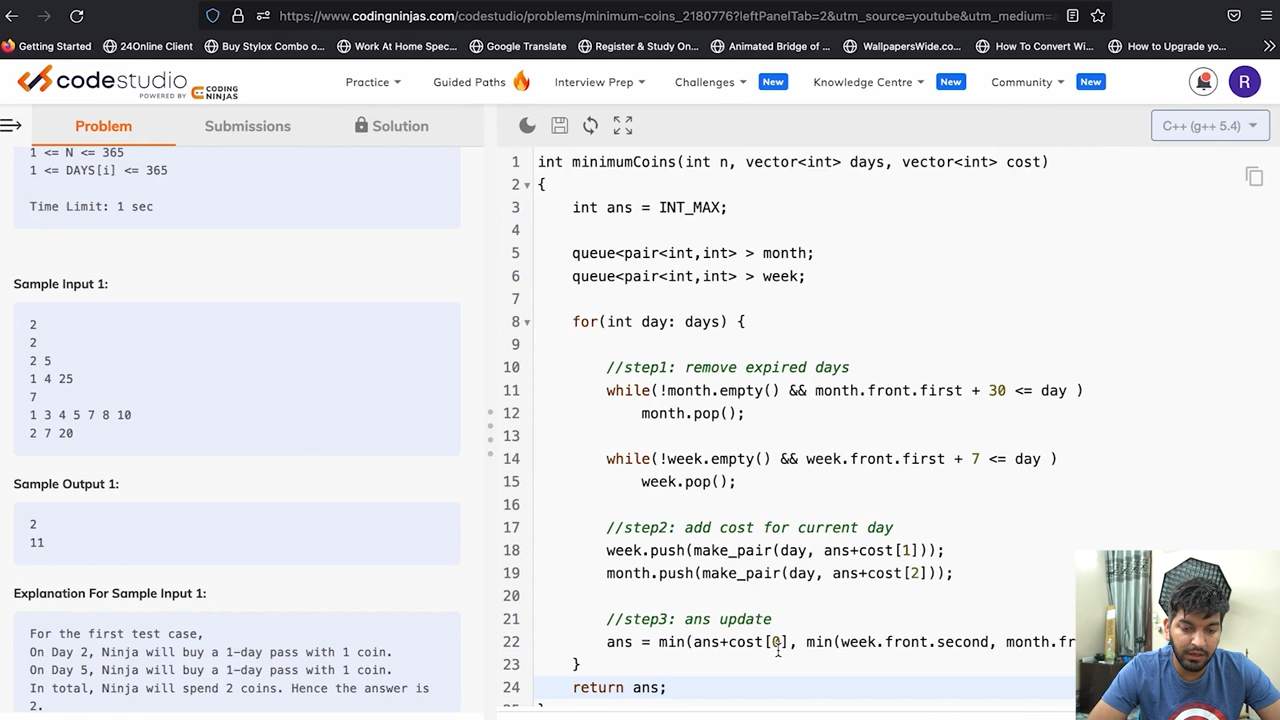 https://www.codingninjas.com/codestudio/problems/minimum-coins_2180776?leftPanelTab=2&utm_source=youtube&utm_medium=
Getting Started 24Online Client Buy Stylox Combo o... Work At Home Spec... Google Translate Register & Study On... Animated Bridge of ... WallpapersWide.co... How To Convert Wi... How to Upgrade yo...
codestudio
POWERED BY CODING NINJAS
Practice Guided Paths Interview Prep Challenges New Knowledge Centre New Community New R
Problem Submissions Solution
C++ (g++ 5.4)
1 <= N <= 365
1 <= DAYS[i] <= 365
Time Limit: 1 sec
Sample Input 1:
2
2
2 5
1 4 25
7
1 3 4 5 7 8 10
2 7 20
Sample Output 1:
2
11
Explanation For Sample Input 1:
For the first test case,
On Day 2, Ninja will buy a 1-day pass with 1 coin.
On Day 5, Ninja will buy a 1-day pass with 1 coin.
In total, Ninja will spend 2 coins. Hence the answer is
2.
1 int minimumCoins(int n, vector<int> days, vector<int> cost)
2 {
3 int ans = INT_MAX;
4
5 queue<pair<int,int> > month;
6 queue<pair<int,int> > week;
7
8 for(int day: days) {
9
10 //step1: remove expired days
11 while(!month.empty() && month.front.first + 30 <= day )
12 month.pop();
13
14 while(!week.empty() && week.front.first + 7 <= day )
15 week.pop();
16
17 //step2: add cost for current day
18 week.push(make_pair(day, ans+cost[1]));
19 month.push(make_pair(day, ans+cost[2]));
20
21 //step3: ans update
22 ans = min(ans+cost[0], min(week.front.second, month.fr
23 }
24 return ans;